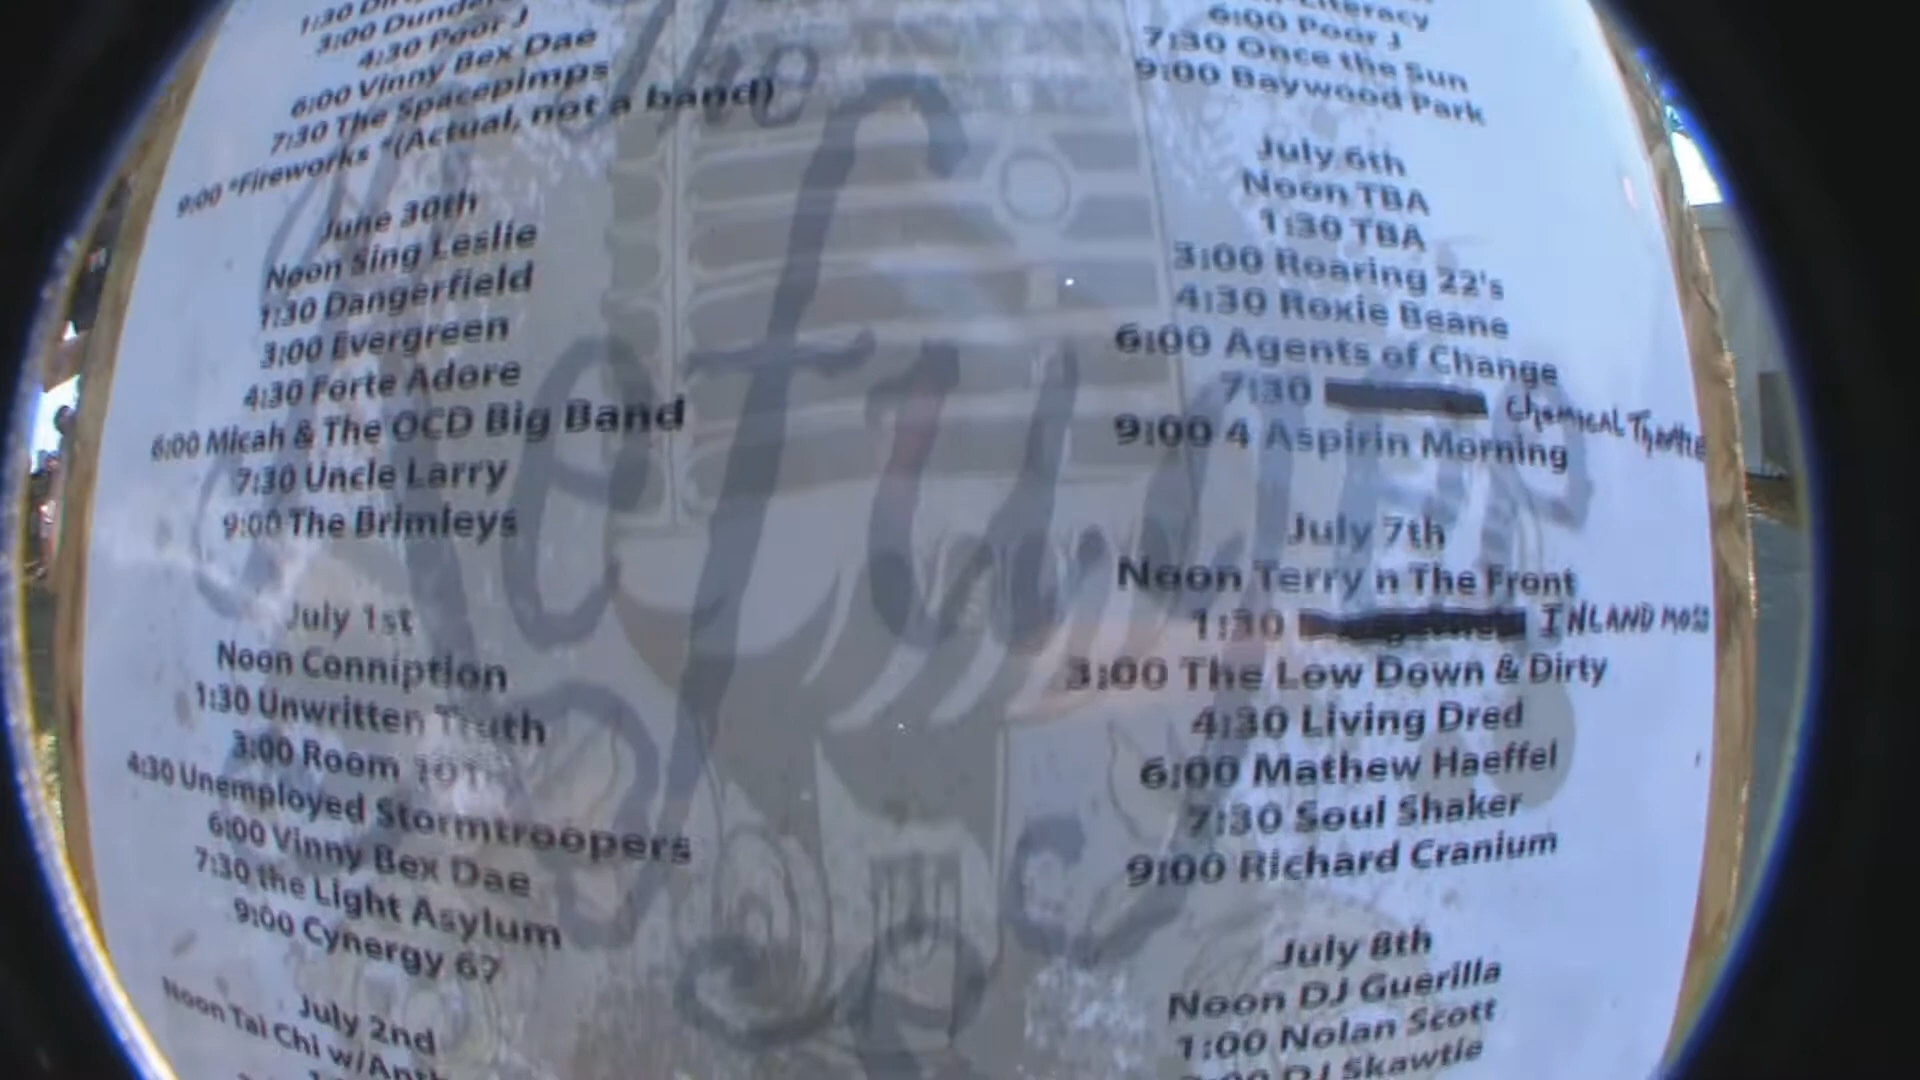 1:30
3:00
4:30 Poor J
6:00 Vinny Bex Dae
7:30 The Spacepimps
9:00 *Fireworks *(Actual, not a band)
June 30th
Noon Sing Leslie
1:30 Dangerfield
3:00 Evergreen
4:30 Forte Adore
6:00 Micah & The OCD Big Band
7:30 Uncle Larry
9:00 The Brimleys
July 1st
Noon Conniption
1:30 Unwritten Truth
3:00 Room
4:30 Unemployed Stormtroopers
6:00 Vinny Bex Dae
7:30 the Light Asylum
9:00 Cynergy 67
July 2nd
Noon Tai Chi
The
Refuge
Literacy
6:00 Poor J
7:30 Once the Sun
9:00 Baywood Park
July 6th
Noon TBA
1:30 TBA
3:00 Roaring 22's
4:30 Roxie Beane
6:00 Agents of Change
7:30 Chemical
9:00 4 Aspirin Morning
July 7th
Noon Terry n The Front
1:30 INLAND
3:00 The Low Down & Dirty
4:30 Living Dred
6:00 Mathew Haeffel
7:30 Soul Shaker
9:00 Richard Cranium
July 8th
Noon DJ Guerilla
1:00 Nolan Scott
DJ Skawtie